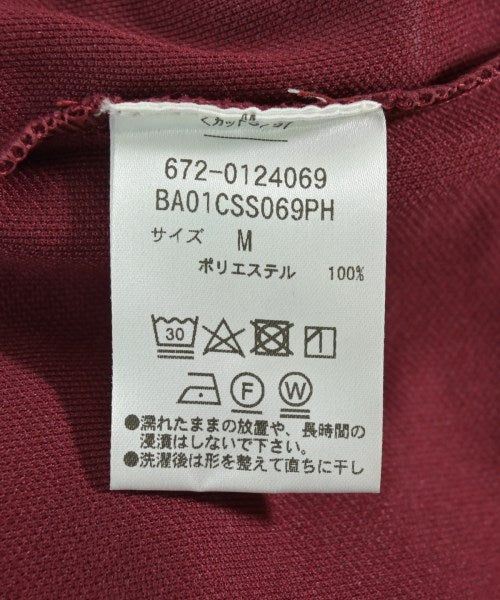 672-0124069
BA01CSS069PH
サイズ M
ポリエステル 100%
30
F W
●濡れたままの放置や、長時間の
浸漬はしないで下さい。
●洗濯後は形を整えて直ちに干し